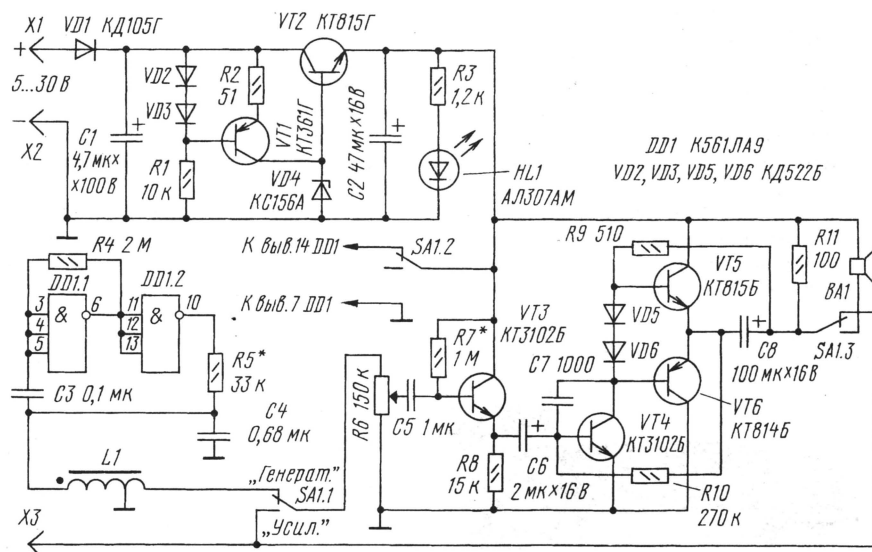 X1
VD1 КД105Г
VT2 КТ815Г
+
5...30 В
–
X2
VD2
VD3
R2
51
VT1
КТ361Г
C1
4,7 мк×
×100 В
+
R1
10 к
VD4
КС156А
C2 47 мк×16 В
+
R3
1,2 к
HL1
АЛ307АМ
DD1 К561ЛА9
VD2, VD3, VD5, VD6 КД522Б
R4 2 М
DD1.1
DD1.2
3
4
5
&
6
11
12
13
&
10
К выв.14 DD1
SA1.2
К выв.7 DD1
R5*
33 к
C3 0,1 мк
C4
0,68 мк
L1
„Генерат."
SA1.1
„Усил."
X3
R6 150 к
C5 1 мк
R7*
1 М
VT3
КТ3102Б
R8
15 к
C6
2 мк×16 В
+
C7 1000
R9 510
VD5
VD6
VT4
КТ3102Б
VT5
КТ815Б
VT6
КТ814Б
R10
270 к
C8
100 мк×16 В
+
R11
100
BA1
SA1.3